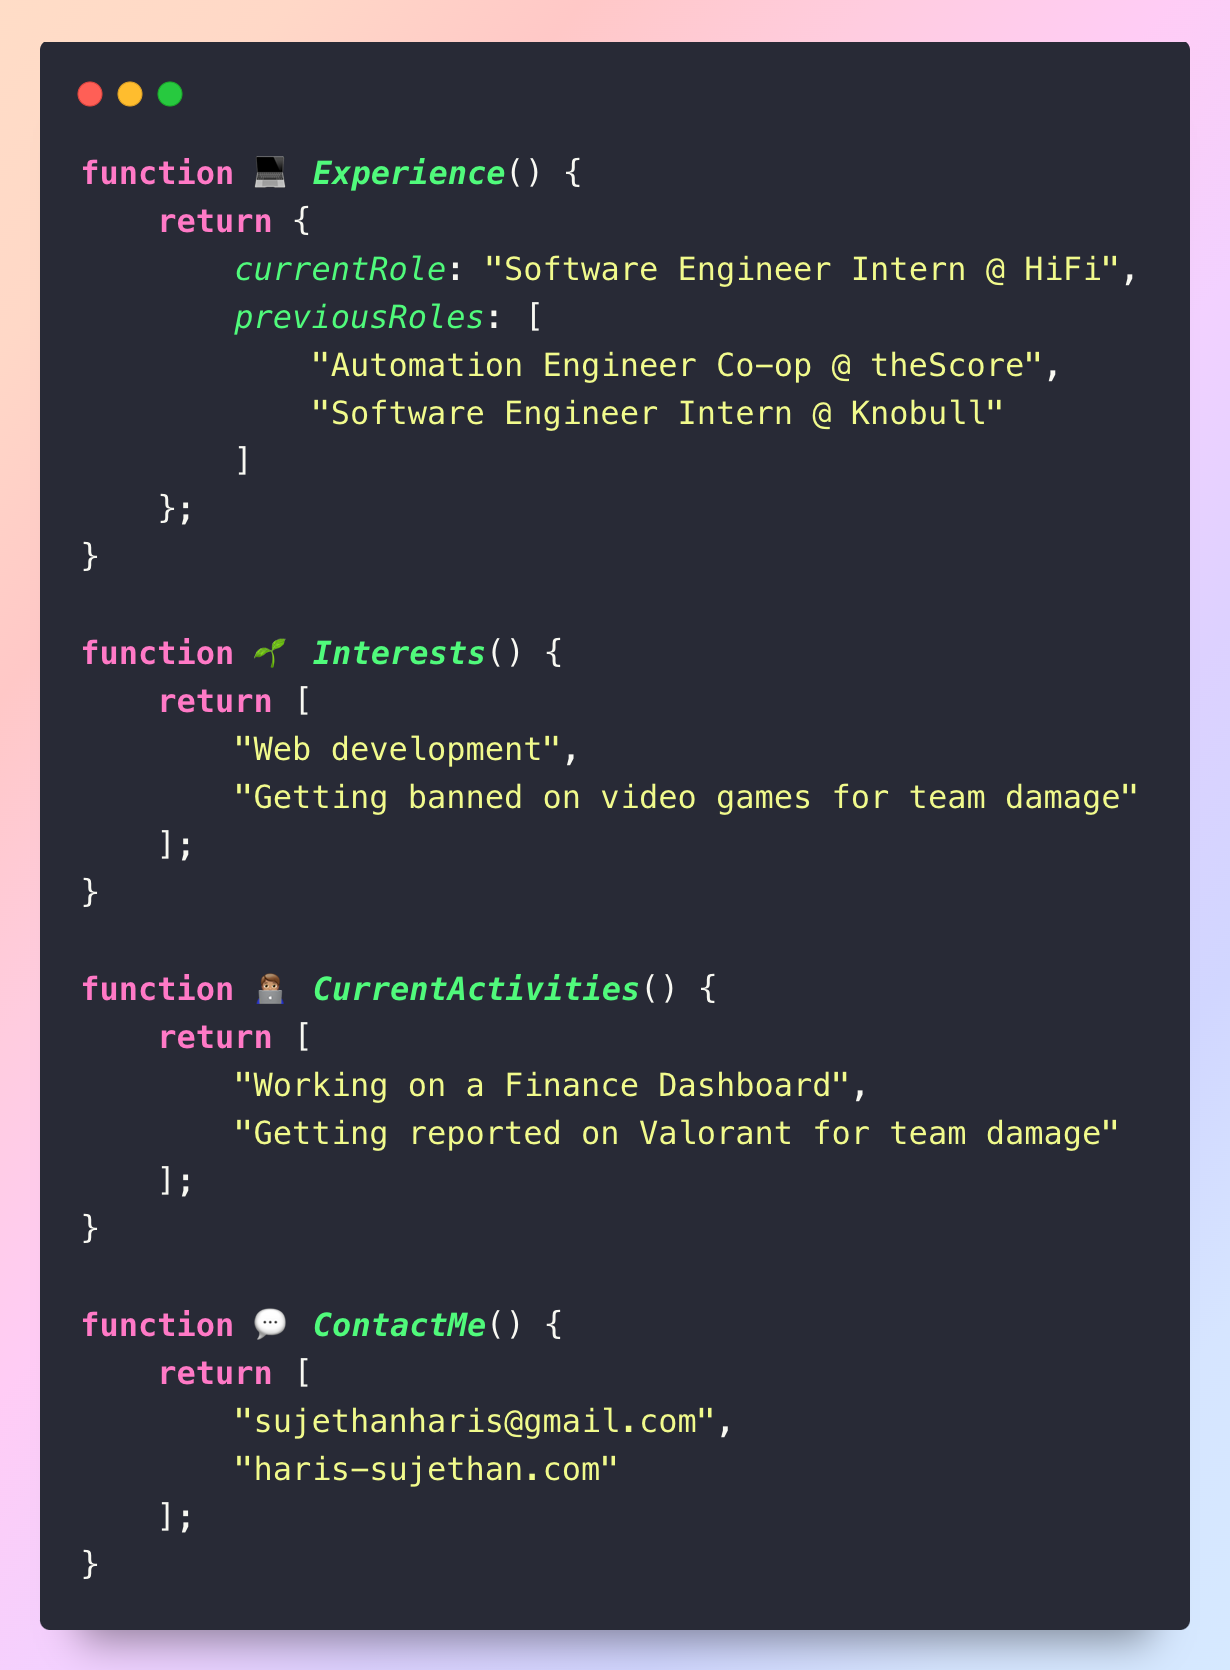 function 💻 Experience() {
    return {
        currentRole: "Software Engineer Intern @ HiFi",
        previousRoles: [
            "Automation Engineer Co-op @ theScore",
            "Software Engineer Intern @ Knobull"
        ]
    };
}

function 🌱 Interests() {
    return [
        "Web development",
        "Getting banned on video games for team damage"
    ];
}

function 👨🏽‍💻 CurrentActivities() {
    return [
        "Working on a Finance Dashboard",
        "Getting reported on Valorant for team damage"
    ];
}

function 💬 ContactMe() {
    return [
        "sujethanharis@gmail.com",
        "haris-sujethan.com"
    ];
}